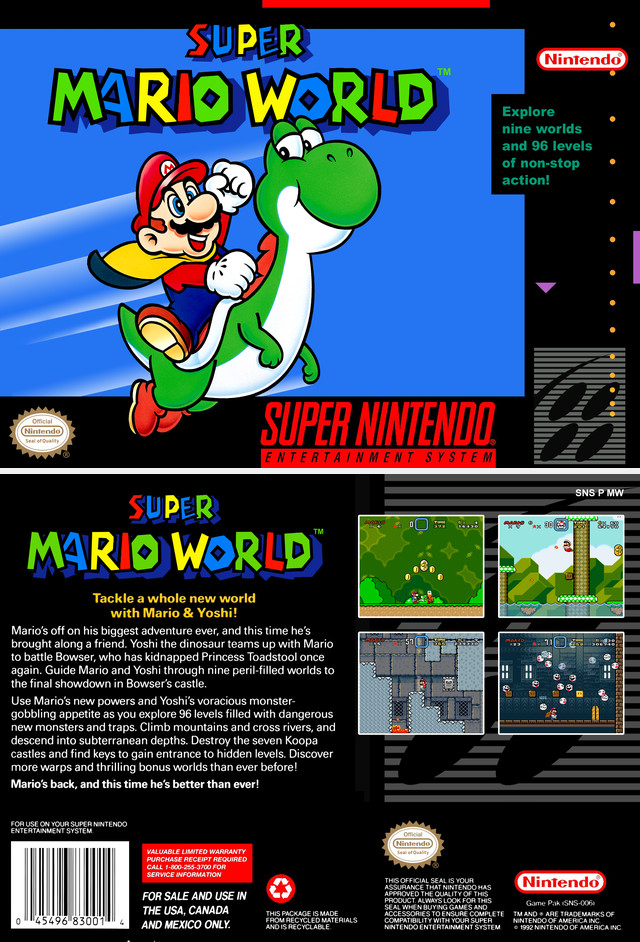 SUPER
MARIO WORLD™
Nintendo®
Explore
nine worlds
and 96 levels
of non-stop
action!
Official
Nintendo
Seal of Quality
®
SUPER NINTENDO®
ENTERTAINMENT SYSTEM
SNS P MW
SUPER
MARIO WORLD™
Tackle a whole new world
with Mario & Yoshi!
Mario's off on his biggest adventure ever, and this time he's
brought along a friend. Yoshi the dinosaur teams up with Mario
to battle Bowser, who has kidnapped Princess Toadstool once
again. Guide Mario and Yoshi through nine peril-filled worlds to
the final showdown in Bowser's castle.
Use Mario's new powers and Yoshi's voracious monster-
gobbling appetite as you explore 96 levels filled with dangerous
new monsters and traps. Climb mountains and cross rivers, and
descend into subterranean depths. Destroy the seven Koopa
castles and find keys to gain entrance to hidden levels. Discover
more warps and thrilling bonus worlds than ever before!
Mario's back, and this time he's better than ever!
FOR USE ON YOUR SUPER NINTENDO
ENTERTAINMENT SYSTEM.
0 45496 83001 4
VALUABLE LIMITED WARRANTY
PURCHASE RECEIPT REQUIRED
CALL 1-800-255-3700 FOR
SERVICE INFORMATION
FOR SALE AND USE IN
THE USA, CANADA
AND MEXICO ONLY.
THIS PACKAGE IS MADE
FROM RECYCLED MATERIALS
AND IS RECYCLABLE.
Official
Nintendo
Seal of Quality
®
THIS OFFICIAL SEAL IS YOUR
ASSURANCE THAT NINTENDO HAS
APPROVED THE QUALITY OF THIS
PRODUCT. ALWAYS LOOK FOR THIS
SEAL WHEN BUYING GAMES AND
ACCESSORIES TO ENSURE COMPLETE
COMPATIBILITY WITH YOUR SUPER
NINTENDO ENTERTAINMENT SYSTEM
Nintendo®
Game Pak (SNS-006)
TM AND ® ARE TRADEMARKS OF
NINTENDO OF AMERICA INC.
© 1992 NINTENDO OF AMERICA INC.